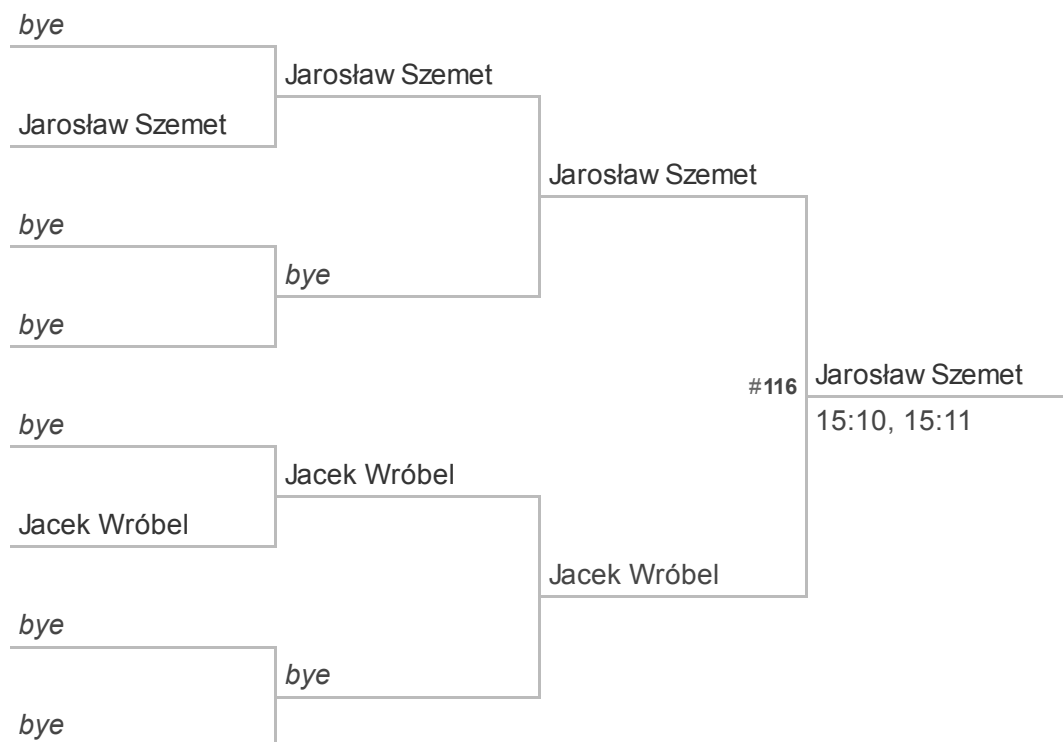 bye
Jarosław Szemet
Jarosław Szemet
Jarosław Szemet
bye
bye
bye
#116 Jarosław Szemet
15:10, 15:11
bye
Jacek Wróbel
Jacek Wróbel
Jacek Wróbel
bye
bye
bye